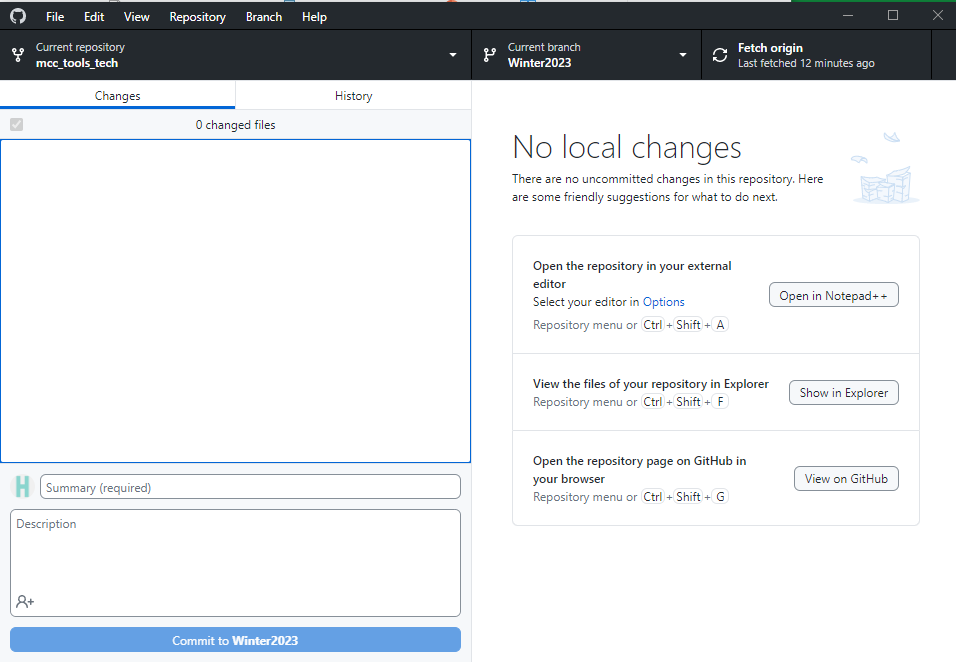 File Edit View Repository Branch Help
Current repository
mcc_tools_tech
Current branch
Winter2023
Fetch origin
Last fetched 12 minutes ago
Changes
History
0 changed files
Summary (required)
Description
Commit to Winter2023
No local changes
There are no uncommitted changes in this repository. Here
are some friendly suggestions for what to do next.
Open the repository in your external
editor
Select your editor in Options
Repository menu or Ctrl + Shift + A
Open in Notepad++
View the files of your repository in Explorer
Repository menu or Ctrl + Shift + F
Show in Explorer
Open the repository page on GitHub in
your browser
Repository menu or Ctrl + Shift + G
View on GitHub